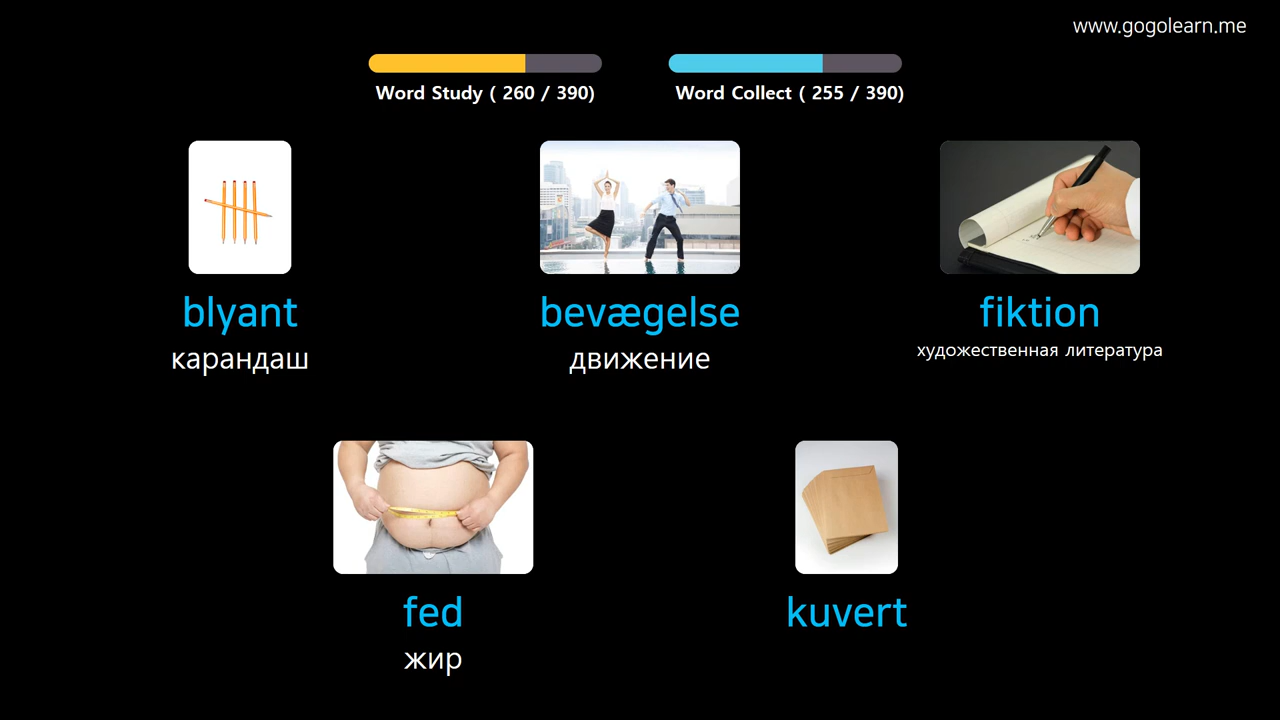 www.gogolearn.me
Word Study ( 260 / 390)
Word Collect ( 255 / 390)
blyant
карандаш
bevægelse
движение
fiktion
художественная литература
fed
жир
kuvert